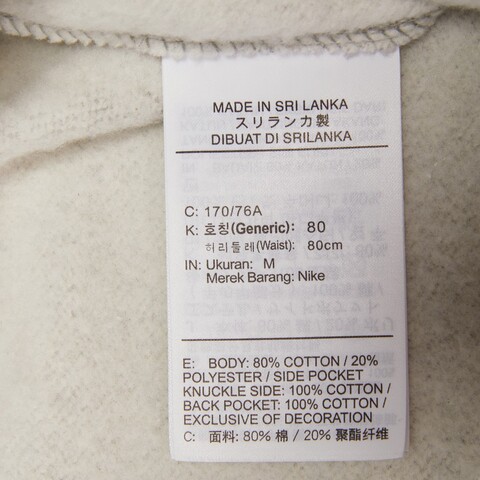 MADE IN SRI LANKA
スリランカ製
DIBUAT DI SRILANKA
C: 170/76A
K: 호칭(Generic): 80
허리둘레(Waist): 80cm
IN: Ukuran: M
Merek Barang: Nike
E: BODY: 80% COTTON / 20%
POLYESTER / SIDE POCKET
KNUCKLE SIDE: 100% COTTON /
BACK POCKET: 100% COTTON /
EXCLUSIVE OF DECORATION
C: 面料: 80% 棉 / 20% 聚酯纤维